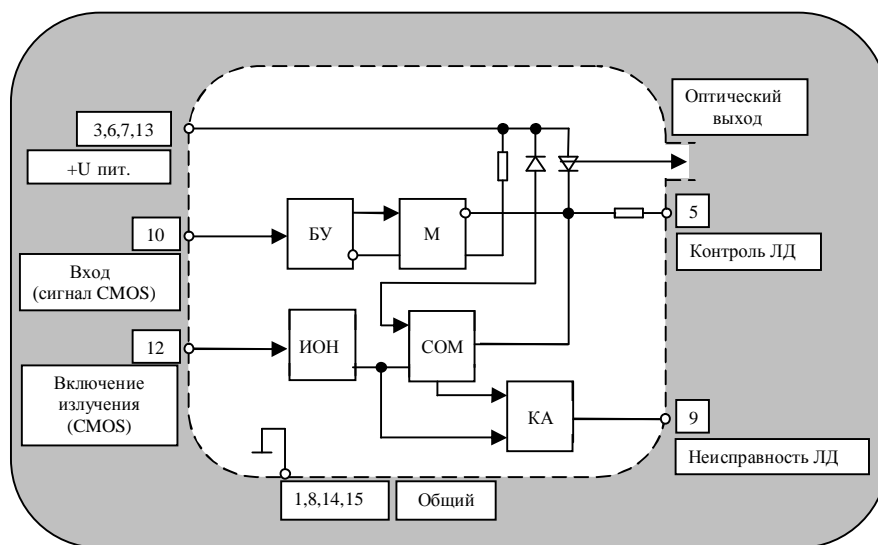 Оптический
выход
3,6,7,13
+U пит.
10
БУ
М
5
Вход
(сигнал CMOS)
Контроль ЛД
12
ИОН
СОМ
Включение
излучения
(CMOS)
КА
9
Неисправность ЛД
1,8,14,15
Общий